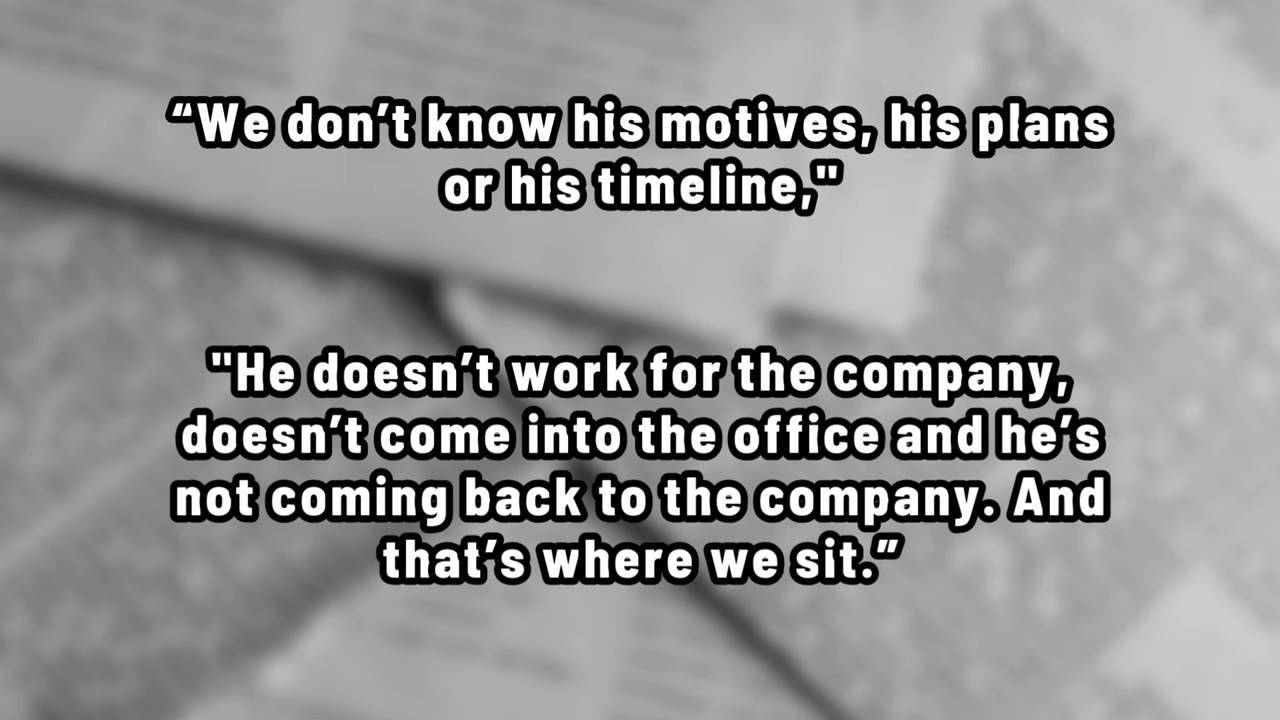 “We don’t know his motives, his plans
or his timeline,"
"He doesn’t work for the company,
doesn’t come into the office and he’s
not coming back to the company. And
that’s where we sit.”